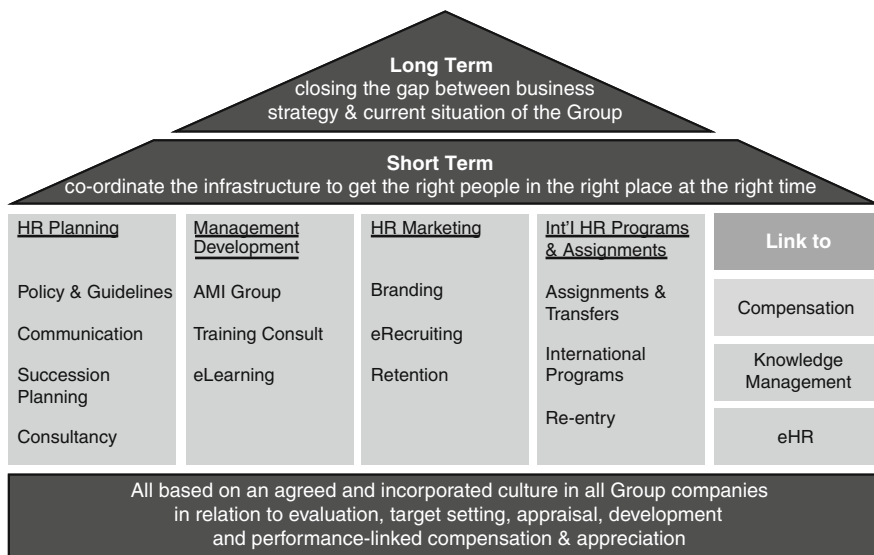 Long Term
closing the gap between business
strategy & current situation of the Group
Short Term
co-ordinate the infrastructure to get the right people in the right place at the right time
HR Planning
Policy & Guidelines
Communication
Succession
Planning
Consultancy
Management
Development
AMI Group
Training Consult
eLearning
HR Marketing
Branding
eRecruiting
Retention
Int'l HR Programs
& Assignments
Assignments &
Transfers
International
Programs
Re-entry
Link to
Compensation
Knowledge
Management
eHR
All based on an agreed and incorporated culture in all Group companies
in relation to evaluation, target setting, appraisal, development
and performance-linked compensation & appreciation